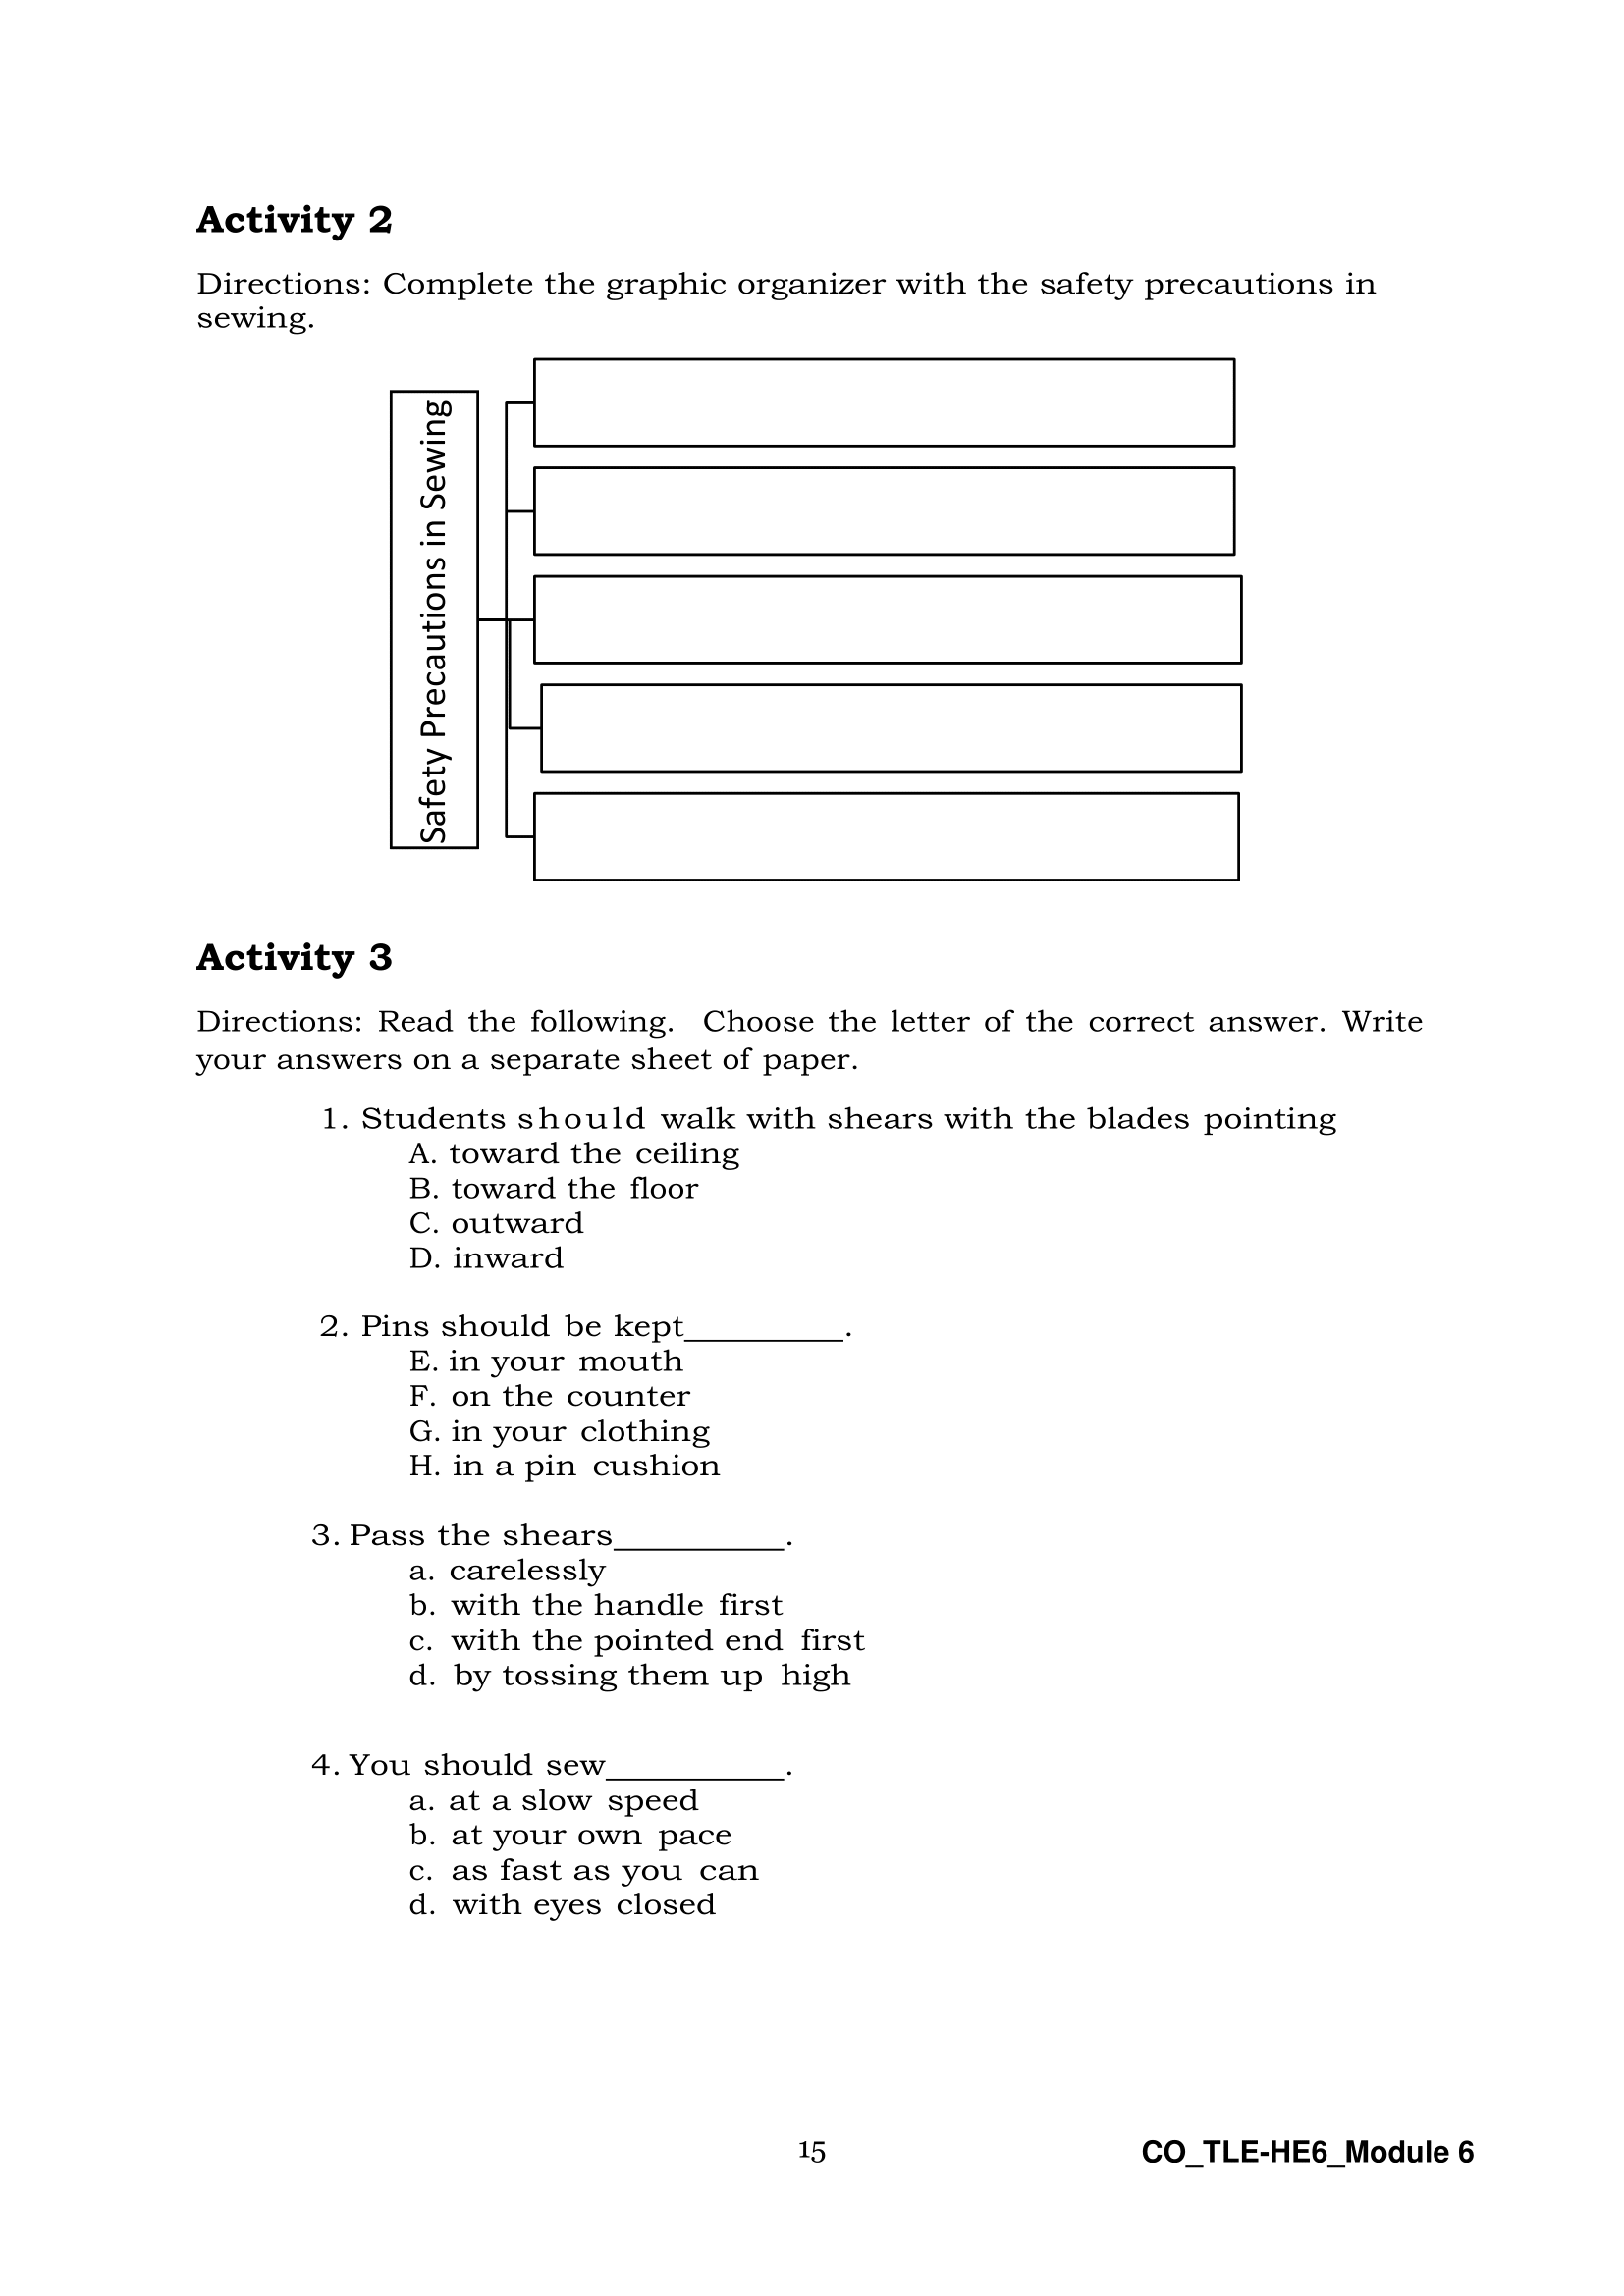 Activity 2
Directions: Complete the graphic organizer with the safety precautions in
sewing.
Safety Precautions in Sewing
Activity 3
Directions: Read the following. Choose the letter of the correct answer. Write
your answers on a separate sheet of paper.
1. Students should walk with shears with the blades pointing
A. toward the ceiling
B. toward the floor
C. outward
D. inward
2. Pins should be kept_________.
E. in your mouth
F. on the counter
G. in your clothing
H. in a pin cushion
3. Pass the shears__________.
a. carelessly
b. with the handle first
c. with the pointed end first
d. by tossing them up high
4. You should sew__________.
a. at a slow speed
b. at your own pace
c. as fast as you can
d. with eyes closed
15
CO_TLE-HE6_Module 6